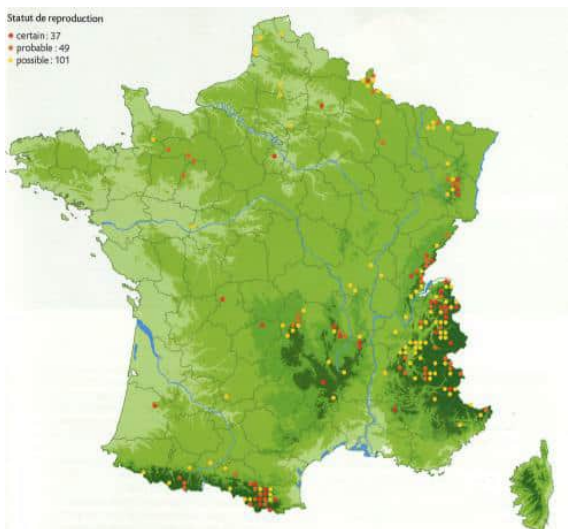 Statut de reproduction
certain : 37
probable : 49
possible : 101